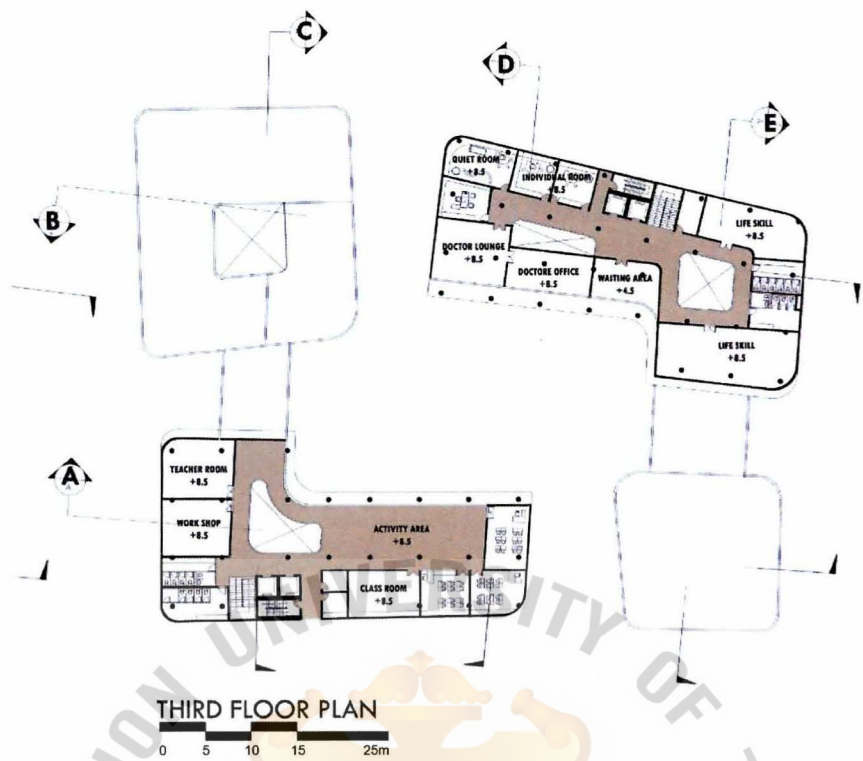 C
D
E
B
QUIET ROOM
+8.5
INDIVIDUAL ROOM
+8.5
LIFE SKILL
+8.5
DOCTOR LOUNGE
+8.5
DOCTORE OFFICE
+8.5
WAITING AREA
+4.5
LIFE SKILL
+8.5
A
TEACHER ROOM
+8.5
WORK SHOP
+8.5
ACTIVITY AREA
+8.5
CLASS ROOM
+8.5
THIRD FLOOR PLAN
0 5 10 15 25m
UNIVERSITY OF